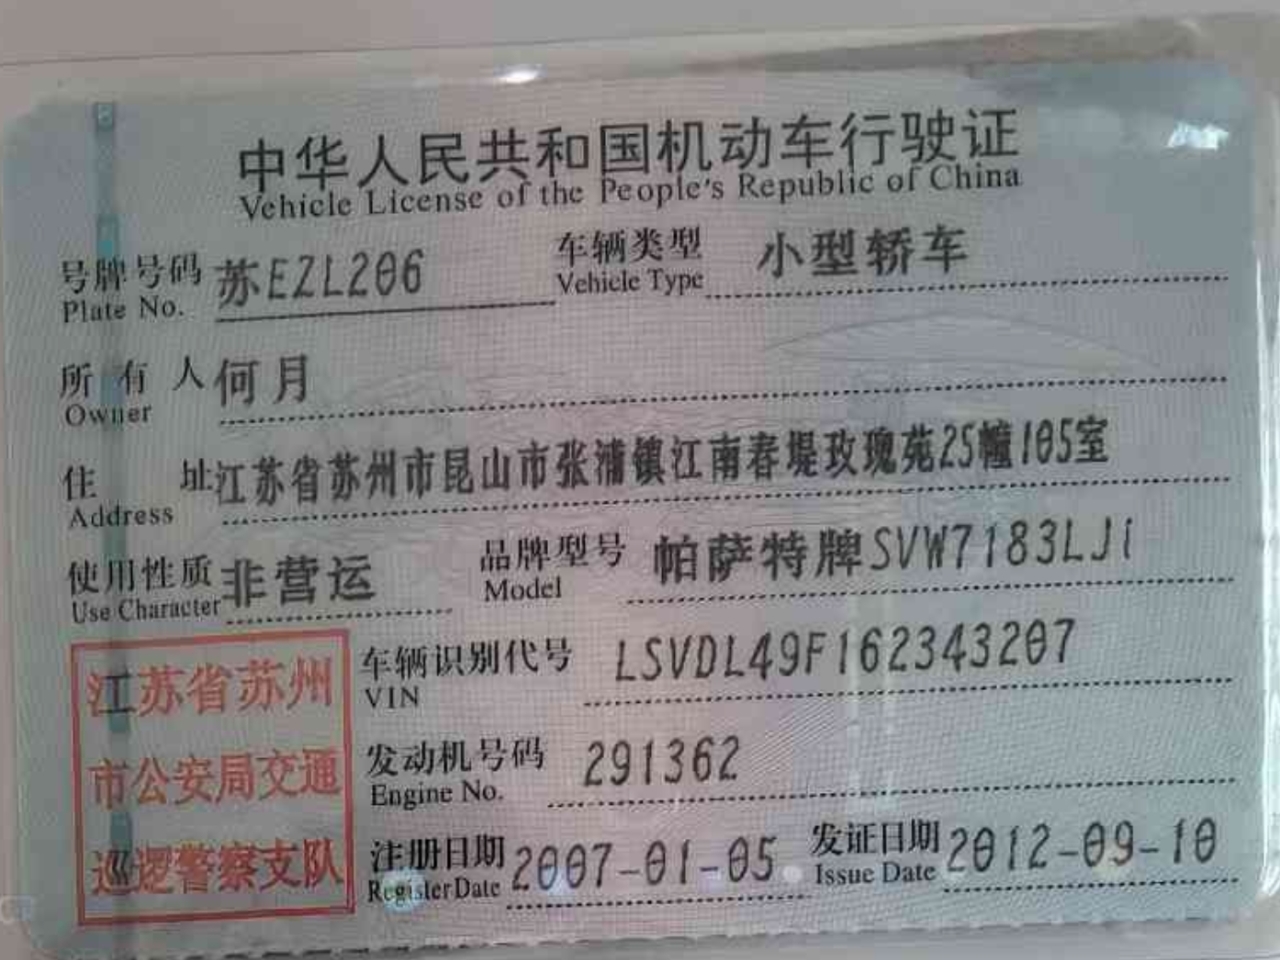 中华人民共和国机动车行驶证
Vehicle License of the People's Republic of China
号牌号码 苏EZL206 车辆类型 小型轿车
Plate No. Vehicle Type
所有人 何月
Owner
住址 江苏省苏州市昆山市张浦镇江南春堤玫瑰苑25幢105室
Address
使用性质 非营运 品牌型号 帕萨特牌SVW7183LJi
Use Character Model
江苏省苏州
市公安局交通
巡逻警察支队
车辆识别代号 LSVDL49F162343207
VIN
发动机号码 291362
Engine No.
注册日期 2007-01-05 发证日期 2012-09-10
Register Date Issue Date